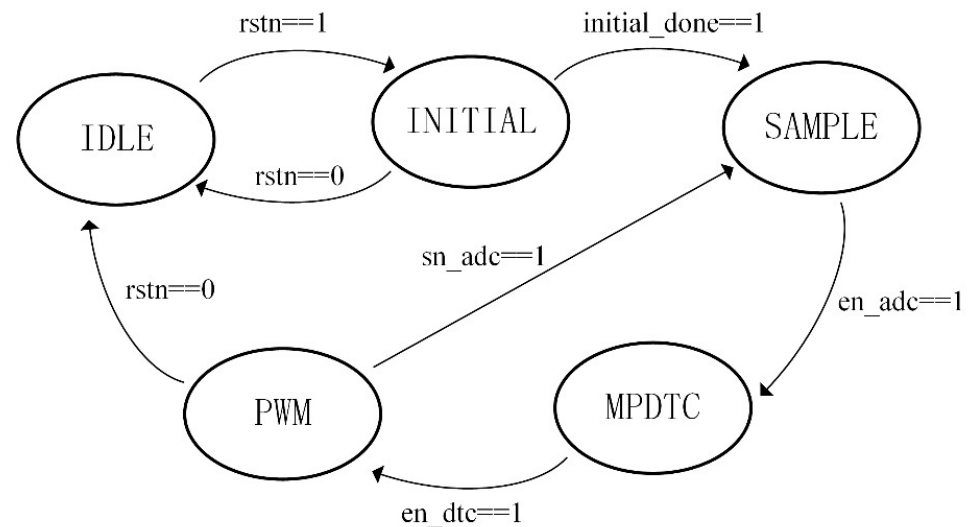 rstn==1
initial_done==1
IDLE
INITIAL
SAMPLE
rstn==0
sn_adc==1
rstn==0
en_adc==1
PWM
MPDTC
en_dtc==1